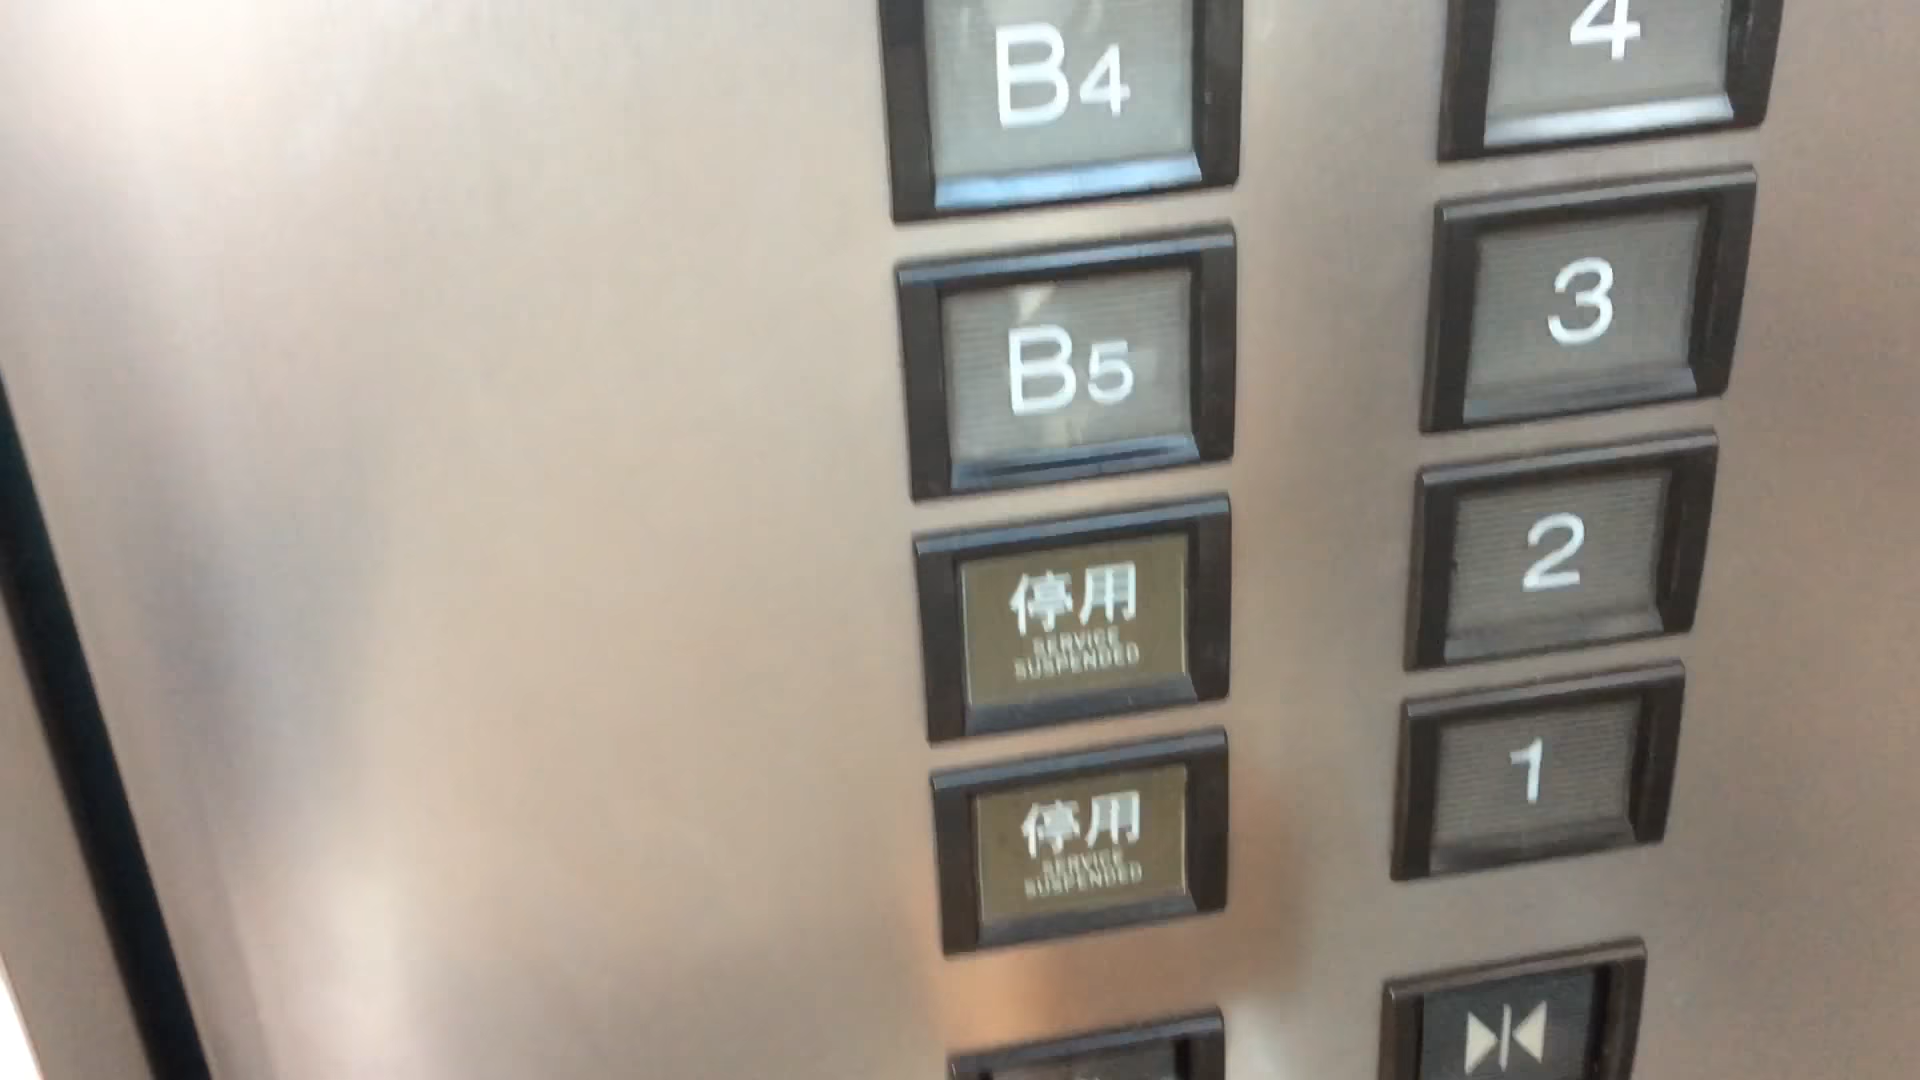 B4
4
B5
3
停用
SERVICE
SUSPENDED
2
停用
SERVICE
SUSPENDED
1